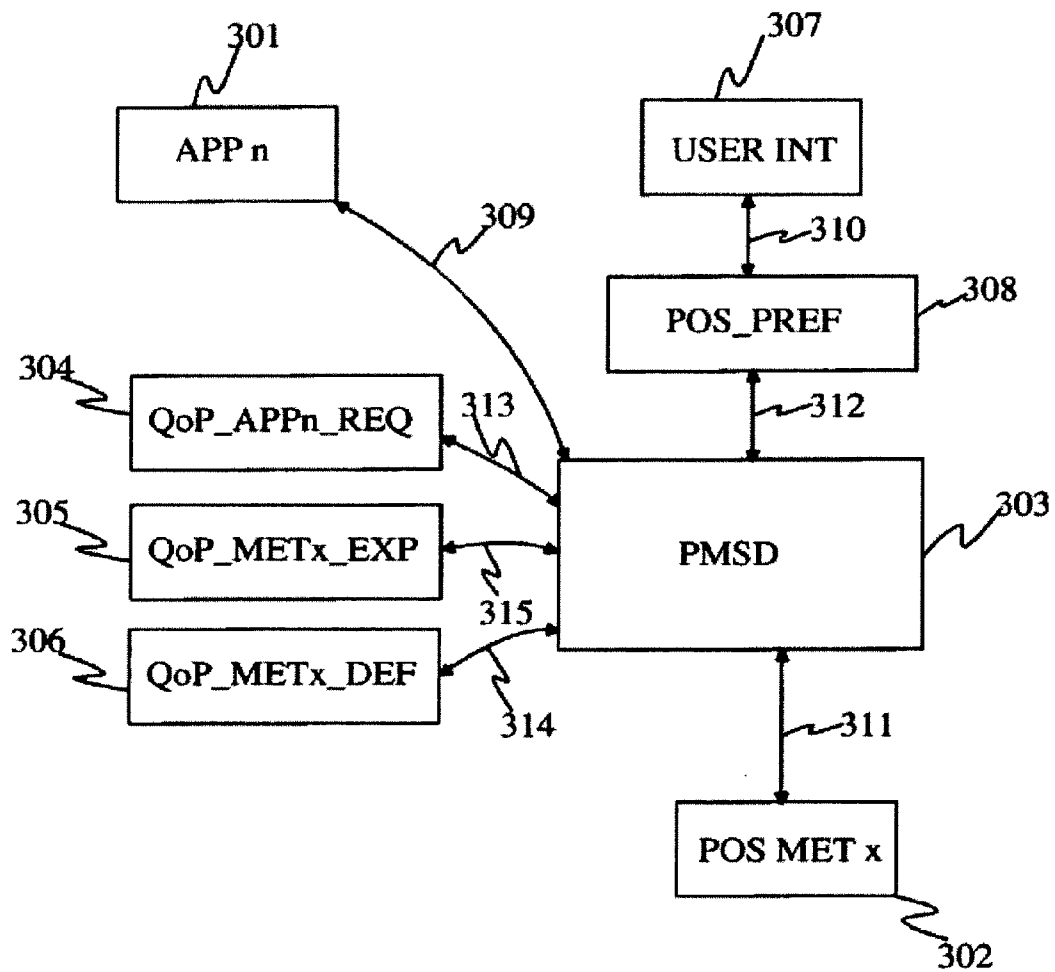 301
307
APP n
USER INT
309
310
308
POS_PREF
304
313
312
QoP_APPn_REQ
305
303
QoP_METx_EXP
PMSD
315
306
QoP_METx_DEF
314
311
POS MET x
302